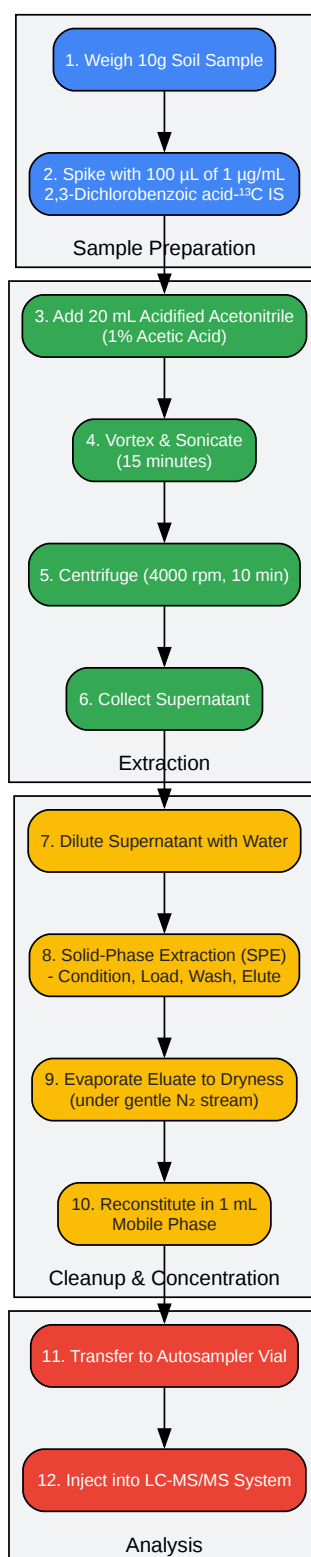 1. Weigh 10g Soil Sample
2. Spike with 100 µL of 1 µg/mL
2,3-Dichlorobenzoic acid-¹³C IS
Sample Preparation
3. Add 20 mL Acidified Acetonitrile
(1% Acetic Acid)
4. Vortex & Sonicate
(15 minutes)
5. Centrifuge (4000 rpm, 10 min)
6. Collect Supernatant
Extraction
7. Dilute Supernatant with Water
8. Solid-Phase Extraction (SPE)
- Condition, Load, Wash, Elute
9. Evaporate Eluate to Dryness
(under gentle N₂ stream)
10. Reconstitute in 1 mL
Mobile Phase
Cleanup & Concentration
11. Transfer to Autosampler Vial
12. Inject into LC-MS/MS System
Analysis